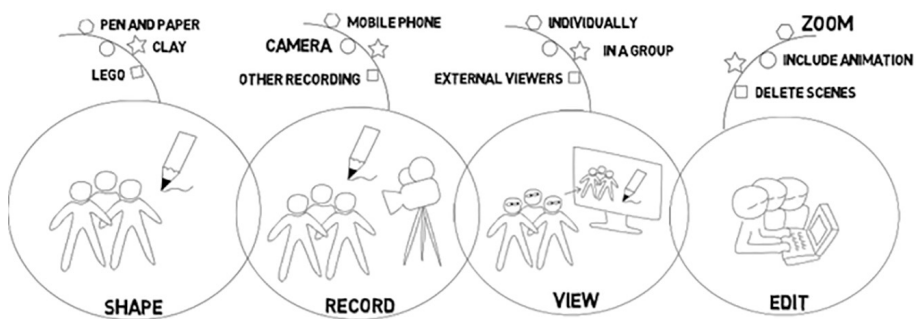 PEN AND PAPER
CLAY
LEGO
SHAPE
MOBILE PHONE
CAMERA
OTHER RECORDING
RECORD
INDIVIDUALLY
IN A GROUP
EXTERNAL VIEWERS
VIEW
ZOOM
INCLUDE ANIMATION
DELETE SCENES
EDIT